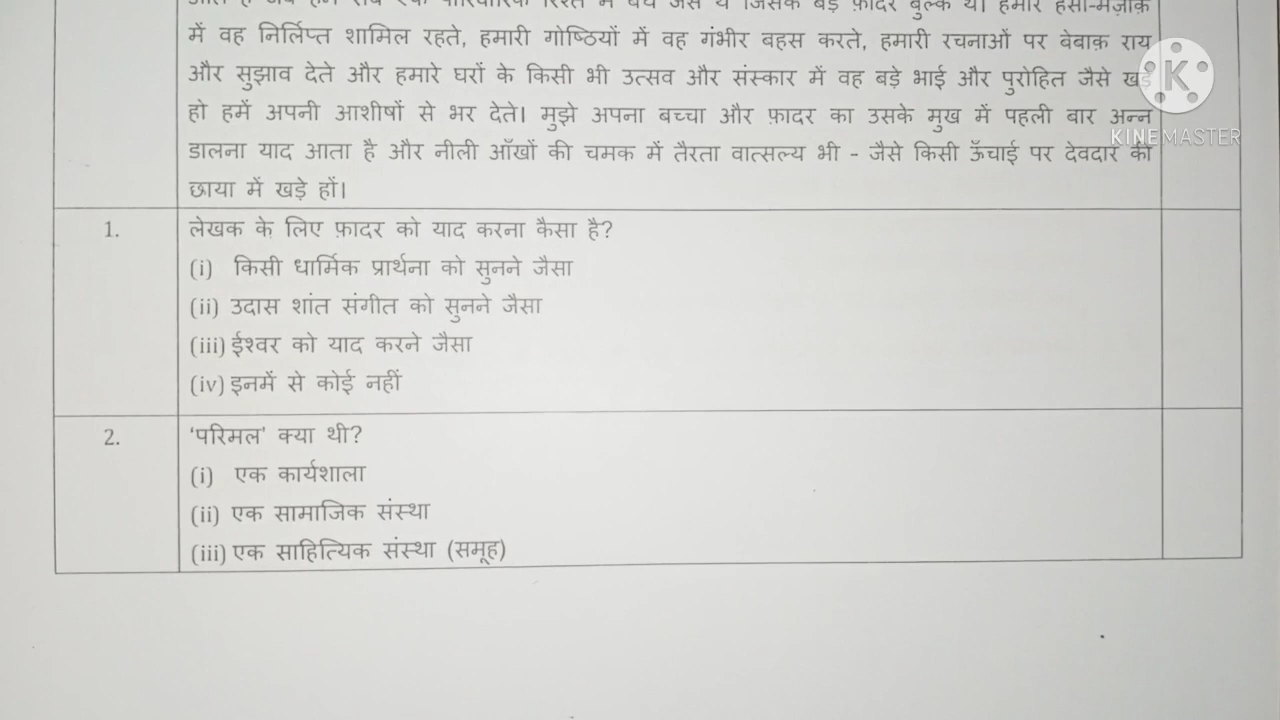 में वह निर्लिप्त शामिल रहते, हमारी गोष्ठियों में वह गंभीर बहस करते, हमारी रचनाओं पर बेबाक़ राय
और सुझाव देते और हमारे घरों के किसी भी उत्सव और संस्कार में वह बड़े भाई और पुरोहित जैसे खड़े
हो हमें अपनी आशीषों से भर देते। मुझे अपना बच्चा और फ़ादर का उसके मुख में पहली बार अन्न
डालना याद आता है और नीली आँखों की चमक में तैरता वात्सल्य भी - जैसे किसी ऊँचाई पर देवदार की
छाया में खड़े हों।
1. लेखक के लिए फ़ादर को याद करना कैसा है?
(i) किसी धार्मिक प्रार्थना को सुनने जैसा
(ii) उदास शांत संगीत को सुनने जैसा
(iii) ईश्वर को याद करने जैसा
(iv) इनमें से कोई नहीं
2. 'परिमल' क्या थी?
(i) एक कार्यशाला
(ii) एक सामाजिक संस्था
(iii) एक साहित्यिक संस्था (समूह)
K
KINEMASTER